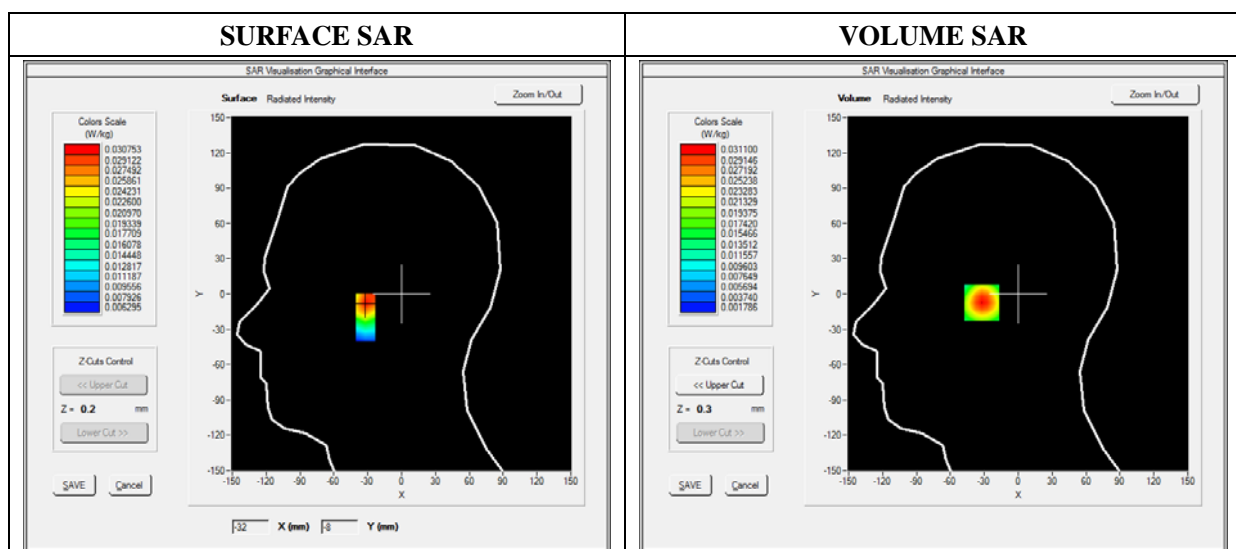 SURFACE SAR
VOLUME SAR
SAR Visualisation Graphical Interface
Surface Radiated Intensity
Zoom In/Out
Colors Scale
(W/kg)
0.030753
0.029122
0.027492
0.025861
0.024231
0.022600
0.020970
0.019339
0.017709
0.016078
0.014448
0.012817
0.011187
0.009556
0.007926
0.006295
Z-Cuts Control
<< Upper Cut
Z = 0.2 mm
Lower Cut >>
SAVE Cancel
150
120
90
60
30
Y 0
-30
-60
-90
-120
-150
-150 -120 -90 -60 -30 0 30 60 90 120 150
X
-32 X (mm) -8 Y (mm)
SAR Visualisation Graphical Interface
Volume Radiated Intensity
Zoom In/Out
Colors Scale
(W/kg)
0.031100
0.029146
0.027192
0.025238
0.023283
0.021329
0.019375
0.017420
0.015466
0.013512
0.011557
0.009603
0.007649
0.005694
0.003740
0.001786
Z-Cuts Control
<< Upper Cut
Z = 0.3 mm
Lower Cut >>
SAVE Cancel
150
120
90
60
30
Y 0
-30
-60
-90
-120
-150
-150 -120 -90 -60 -30 0 30 60 90 120 150
X